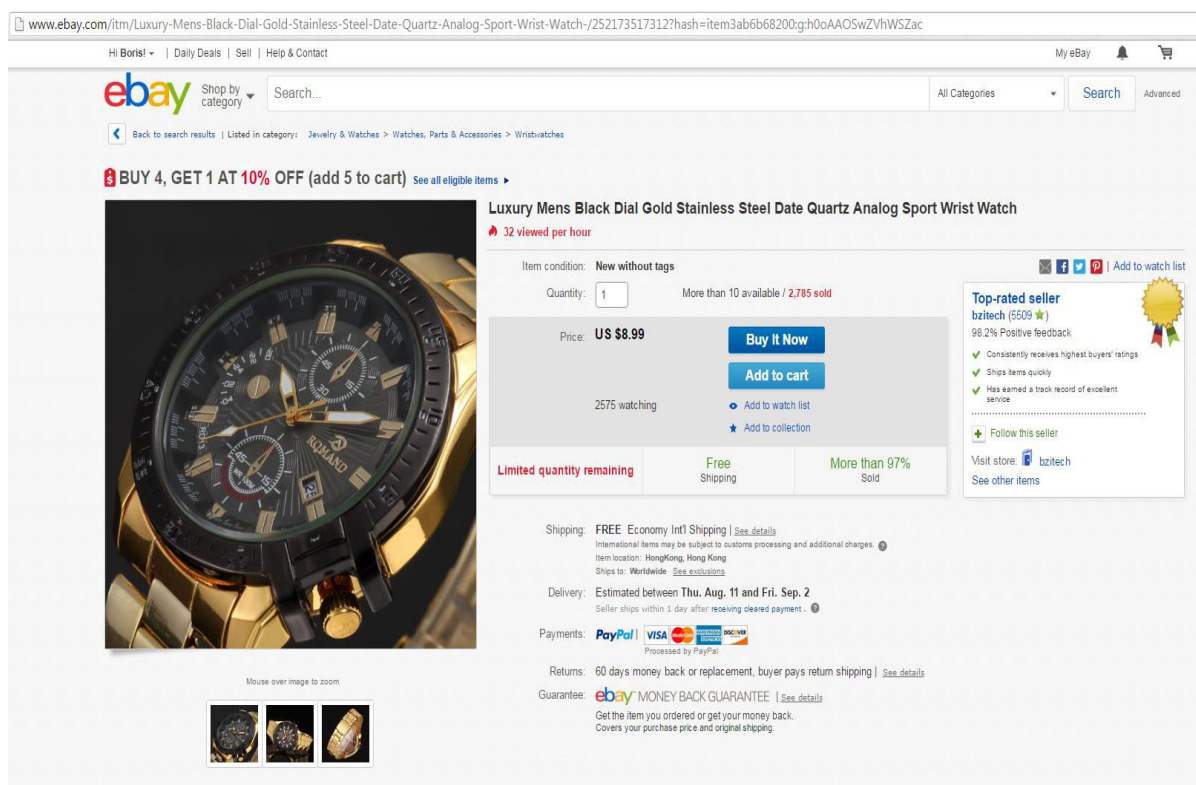 www.ebay.com/itm/Luxury-Mens-Black-Dial-Gold-Stainless-Steel-Date-Quartz-Analog-Sport-Wrist-Watch-/252173517312?hash=item3ab6b68200:g:h0oAAOSwZVhWSZac
Hi Boris! | Daily Deals | Sell | Help & Contact
My eBay
ebay
Shop by category
Search...
All Categories
Search
Advanced
Back to search results | Listed in category: Jewelry & Watches > Watches, Parts & Accessories > Wristwatches
BUY 4, GET 1 AT 10% OFF (add 5 to cart) See all eligible items
Luxury Mens Black Dial Gold Stainless Steel Date Quartz Analog Sport Wrist Watch
32 viewed per hour
Item condition: New without tags
| Add to watch list
Quantity: 1 More than 10 available / 2,785 sold
Price: US $8.99
Buy It Now
Add to cart
2575 watching
Add to watch list
Add to collection
Limited quantity remaining
Free
Shipping
More than 97%
Sold
Top-rated seller
bzitech (5509)
98.2% Positive feedback
Consistently receives highest buyers' ratings
Ships items quickly
Has earned a track record of excellent
service
Follow this seller
Visit store: bzitech
See other items
RQMAND
Mouse over image to zoom
Shipping: FREE Economy Int'l Shipping | See details
International items may be subject to customs processing and additional charges.
Item location: HongKong, Hong Kong
Ships to: Worldwide See exclusions
Delivery: Estimated between Thu. Aug. 11 and Fri. Sep. 2
Seller ships within 1 day after receiving cleared payment.
Payments: PayPal | VISA MasterCard AMERICAN EXPRESS DISCOVER
Processed by PayPal
Returns: 60 days money back or replacement, buyer pays return shipping | See details
Guarantee: ebay MONEY BACK GUARANTEE | See details
Get the item you ordered or get your money back.
Covers your purchase price and original shipping.